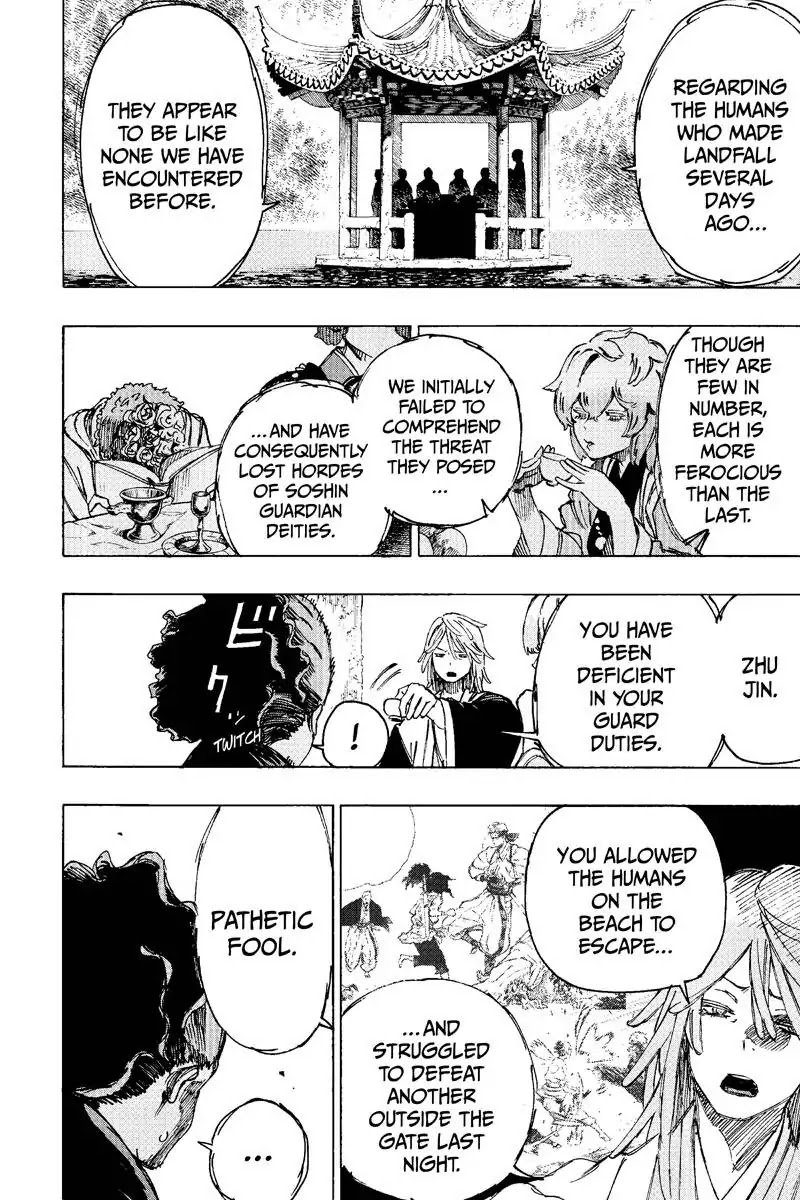 REGARDING
THE HUMANS
WHO MADE
LANDFALL
SEVERAL
DAYS
AGO...
THEY APPEAR
TO BE LIKE
NONE WE HAVE
ENCOUNTERED
BEFORE.
THOUGH
THEY ARE
FEW IN
NUMBER,
EACH IS
MORE
FEROCIOUS
THAN THE
LAST.
WE INITIALLY
FAILED TO
COMPREHEND
THE THREAT
THEY POSED
...
...AND HAVE
CONSEQUENTLY
LOST HORDES
OF SOSHIN
GUARDIAN
DEITIES.
ZHU
JIN.
YOU HAVE
BEEN
DEFICIENT
IN YOUR
GUARD
DUTIES.
!
ビクッ
TWITCH
YOU ALLOWED
THE HUMANS
ON THE
BEACH TO
ESCAPE...
...AND
STRUGGLED
TO DEFEAT
ANOTHER
OUTSIDE THE
GATE LAST
NIGHT.
PATHETIC
FOOL.
...